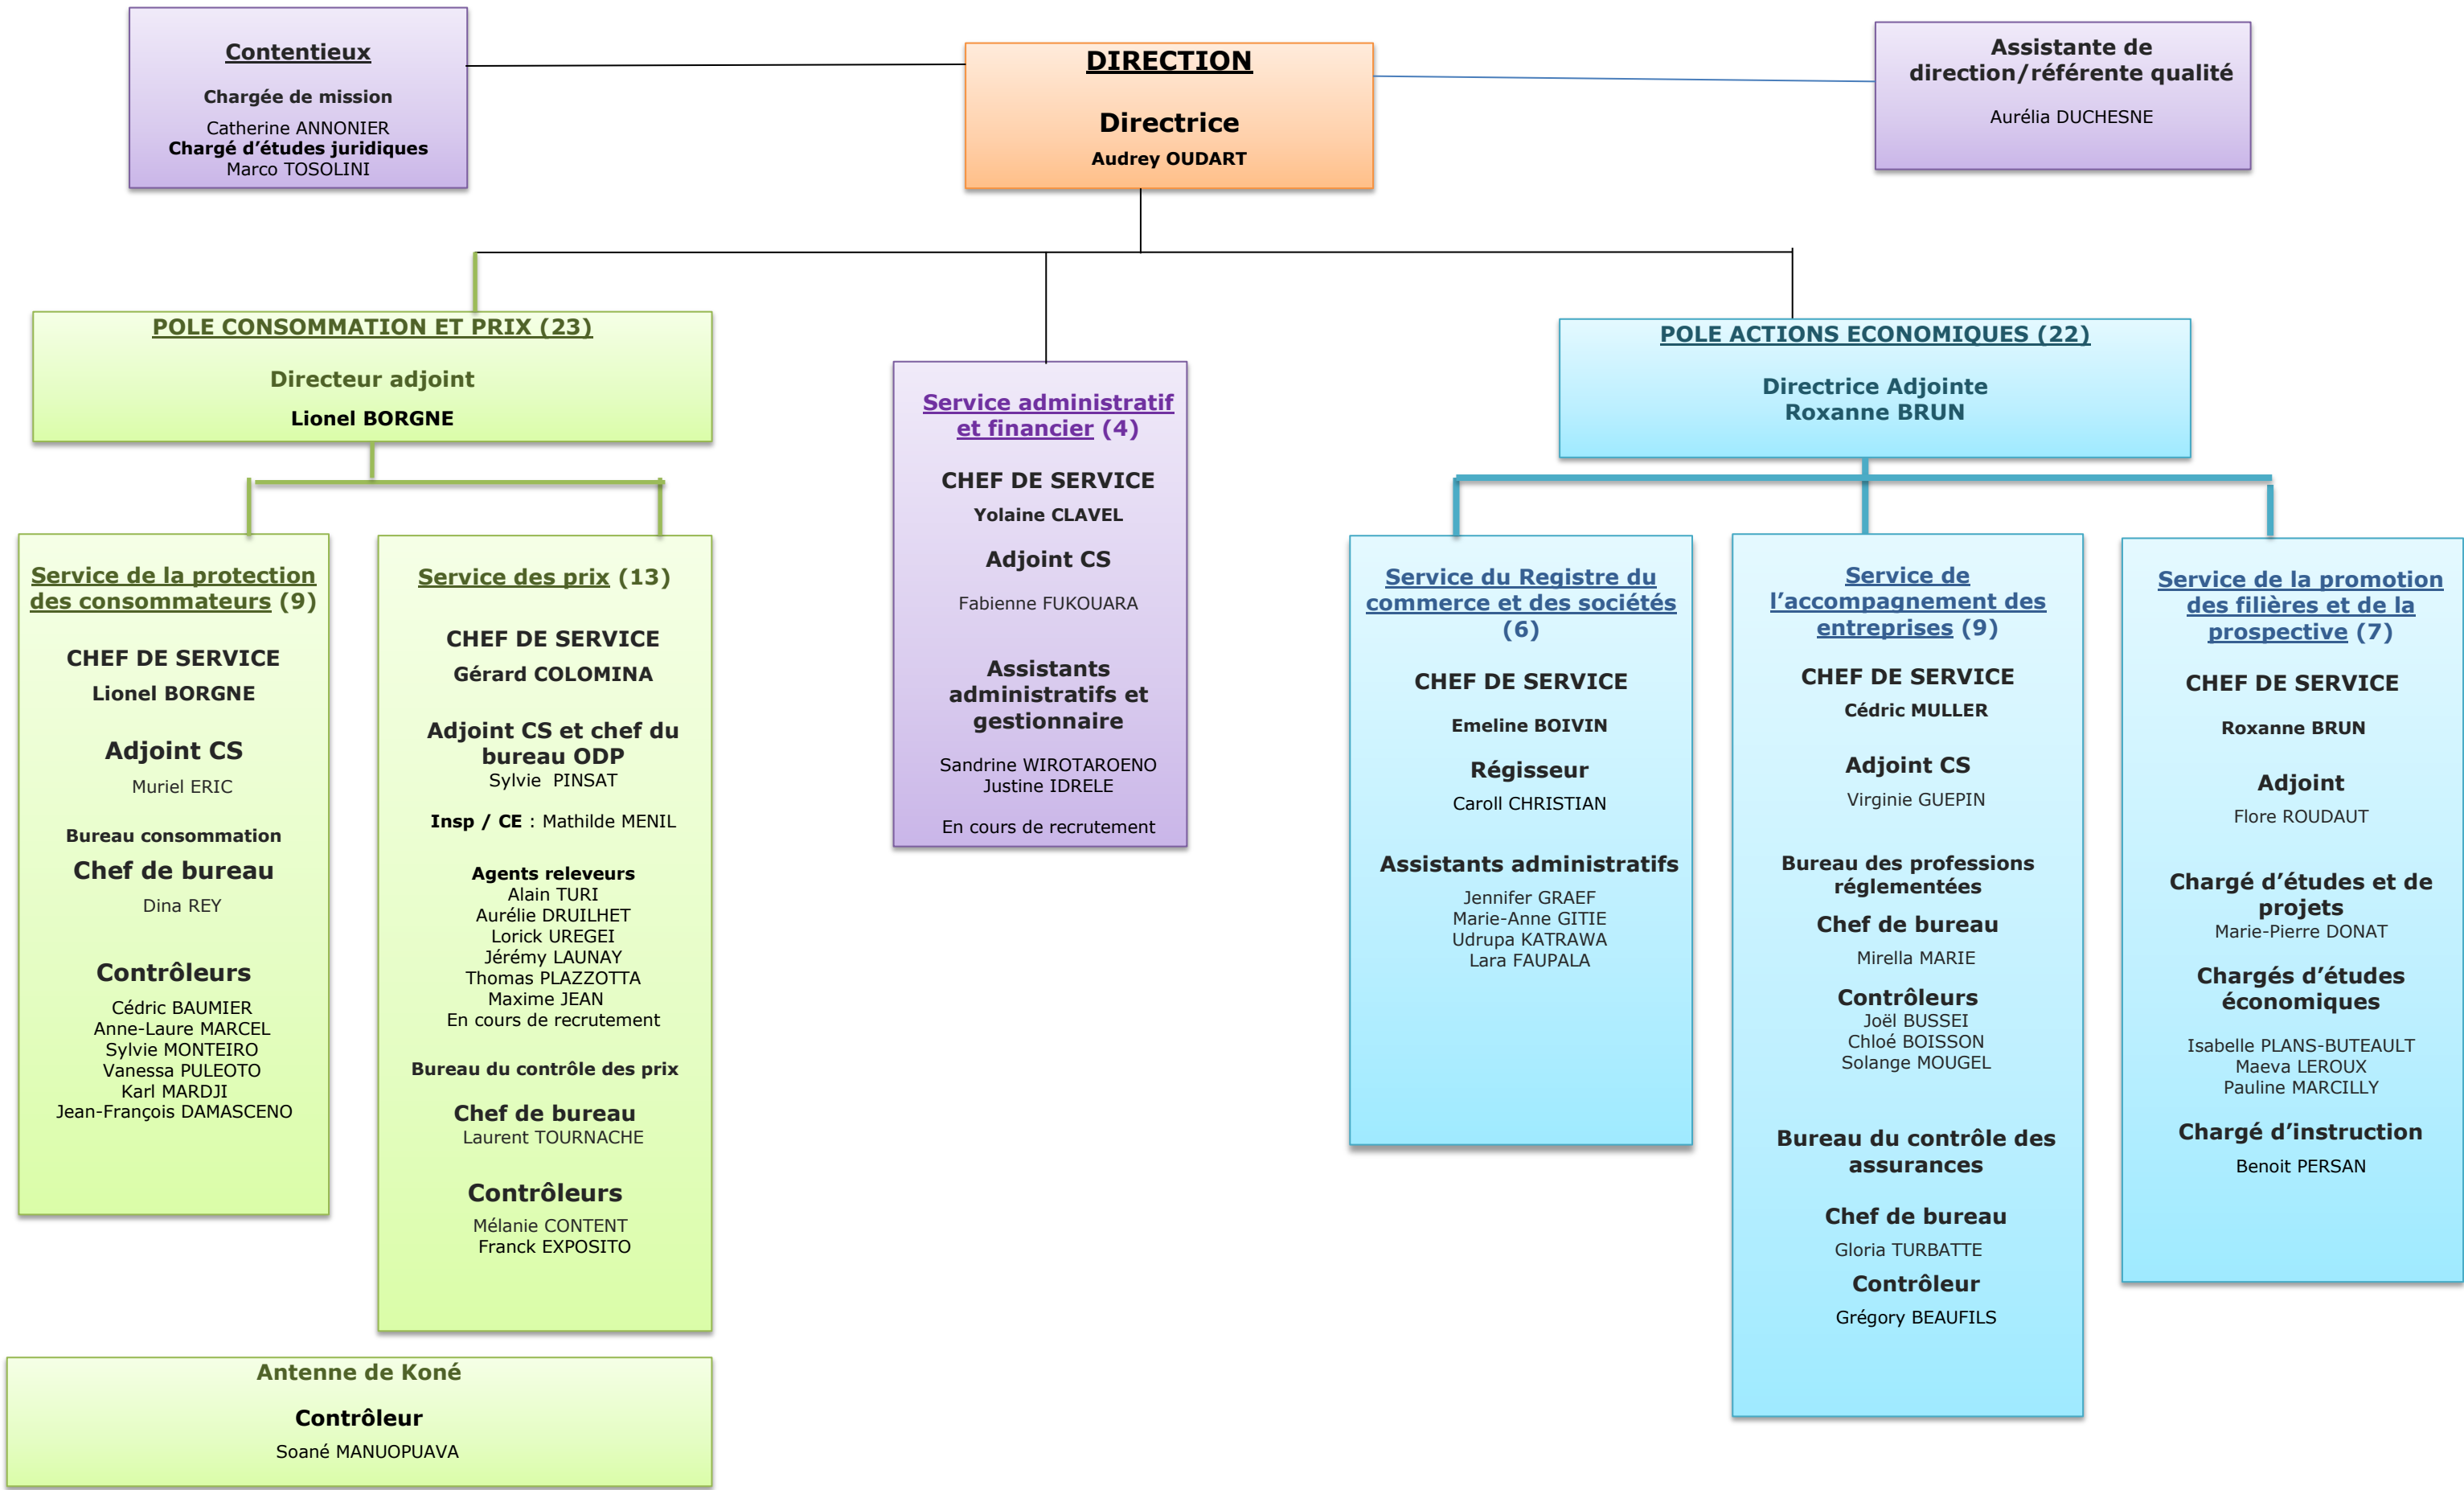 Contentieux
Chargée de mission
Catherine ANNONIER
Chargé d'études juridiques
Marco TOSOLINI
DIRECTION
Directrice
Audrey OUDART
Assistante de
direction/référente qualité
Aurélia DUCHESNE
POLE CONSOMMATION ET PRIX (23)
Directeur adjoint
Lionel BORGNE
Service administratif
et financier (4)
CHEF DE SERVICE
Yolaine CLAVEL
Adjoint CS
Fabienne FUKOUARA
Assistants
administratifs et
gestionnaire
Sandrine WIROTAROENO
Justine IDRELE
En cours de recrutement
POLE ACTIONS ECONOMIQUES (22)
Directrice Adjointe
Roxanne BRUN
Service de la protection
des consommateurs (9)
CHEF DE SERVICE
Lionel BORGNE
Adjoint CS
Muriel ERIC
Bureau consommation
Chef de bureau
Dina REY
Contrôleurs
Cédric BAUMIER
Anne-Laure MARCEL
Sylvie MONTEIRO
Vanessa PULEOTO
Karl MARDJI
Jean-François DAMASCENO
Service des prix (13)
CHEF DE SERVICE
Gérard COLOMINA
Adjoint CS et chef du
bureau ODP
Sylvie PINSAT
Insp / CE : Mathilde MENIL
Agents releveurs
Alain TURI
Aurélie DRUILHET
Lorick UREGEI
Jérémy LAUNAY
Thomas PLAZZOTTA
Maxime JEAN
En cours de recrutement
Bureau du contrôle des prix
Chef de bureau
Laurent TOURNACHE
Contrôleurs
Mélanie CONTENT
Franck EXPOSITO
Service du Registre du
commerce et des sociétés
(6)
CHEF DE SERVICE
Emeline BOIVIN
Régisseur
Caroll CHRISTIAN
Assistants administratifs
Jennifer GRAEF
Marie-Anne GITIE
Udrupa KATRAWA
Lara FAUPALA
Service de
l'accompagnement des
entreprises (9)
CHEF DE SERVICE
Cédric MULLER
Adjoint CS
Virginie GUEPIN
Bureau des professions
réglementées
Chef de bureau
Mirella MARIE
Contrôleurs
Joël BUSSEI
Chloé BOISSON
Solange MOUGEL
Bureau du contrôle des
assurances
Chef de bureau
Gloria TURBATTE
Contrôleur
Grégory BEAUFILS
Service de la promotion
des filières et de la
prospective (7)
CHEF DE SERVICE
Roxanne BRUN
Adjoint
Flore ROUDAUT
Chargé d'études et de
projets
Marie-Pierre DONAT
Chargés d'études
économiques
Isabelle PLANS-BUTEAULT
Maeva LEROUX
Pauline MARCILLY
Chargé d'instruction
Benoit PERSAN
Antenne de Koné
Contrôleur
Soané MANUOPUAVA